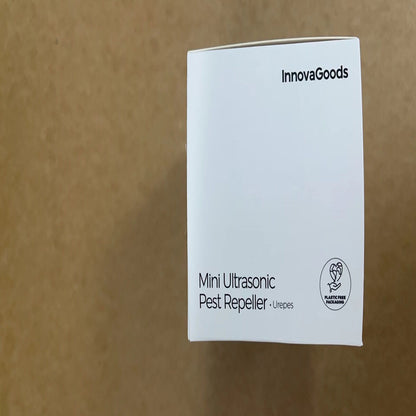 InnovaGoods
Mini Ultrasonic
Pest Repeller • Urepes
PLASTIC FREE
PACKAGING